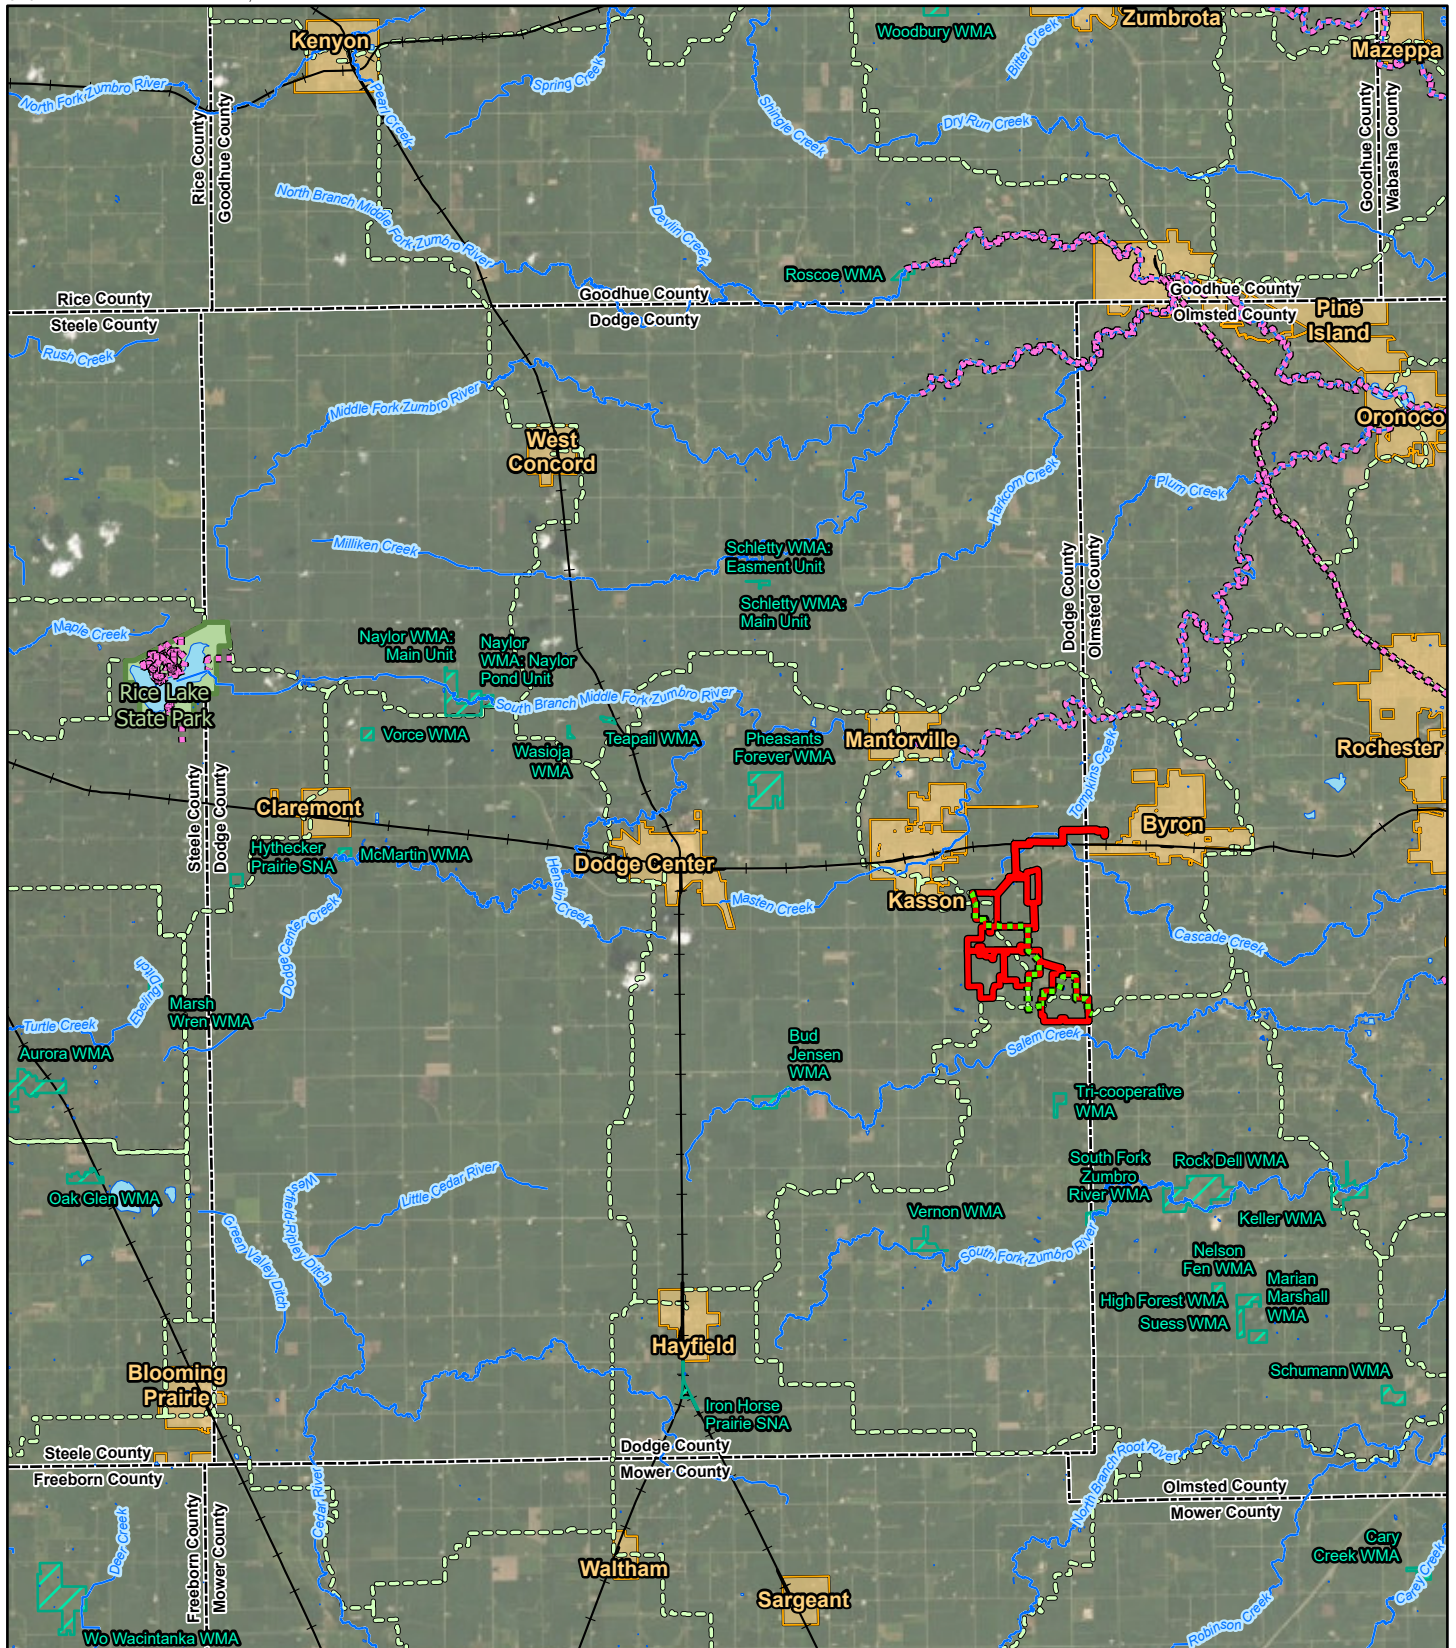 Woodbury WMA
Zumbrota
Kenyon
Mazeppa
Bitter Creek
Spring Creek
North Fork Zumbro River
Pearl Creek
Shingle Creek
Dry Run Creek
Rice County
Goodhue County
Goodhue County
Wabasha County
North Branch Middle
Fork Zumbro River
Devlin Creek
Roscoe WMA
Rice County
Steele County
Goodhue County
Dodge County
Goodhue County
Olmsted County
Pine
Island
Rush Creek
Middle Fork Zumbro River
Oronoco
West
Concord
Harkcom Creek
Plum Creek
Milliken Creek
Schletty WMA:
Easment Unit
Schletty WMA:
Main Unit
Dodge County
Olmsted County
Maple Creek
Naylor WMA:
Main Unit
Naylor
WMA: Naylor
Pond Unit
Rice Lake
State Park
South Branch Middle Fork Zumbro River
Vorce WMA
Wasioja
WMA
Teapail WMA
Pheasants
Forever WMA
Mantorville
Rochester
Tompkins Creek
Steele County
Dodge County
Claremont
Byron
Hythecker
Prairie SNA
McMartin WMA
Dodge Center
Henslin Creek
Masten Creek
Kasson
Dodge Center Creek
Cascade Creek
Ebeling
Ditch
Marsh
Wren WMA
Turtle Creek
Aurora WMA
Bud
Jensen
WMA
Salem Creek
Tri-cooperative
WMA
South Fork
Zumbro
River WMA
Rock Dell WMA
Oak Glen WMA
Westfield-Ripley Ditch
Little Cedar River
Green Valley Ditch
Vernon WMA
Keller WMA
South Fork Zumbro River
Nelson
Fen WMA
High Forest WMA
Suess WMA
Marian
Marshall
WMA
Hayfield
Blooming
Prairie
Schumann WMA
Iron Horse
Prairie SNA
Steele County
Freeborn County
Dodge County
Mower County
North Branch Root River
Olmsted County
Mower County
Cedar River
Deer Creek
Freeborn County
Mower County
Waltham
Sargeant
Cary
Creek WMA
Carey Creek
Robinson Creek
Wo Wacintanka WMA